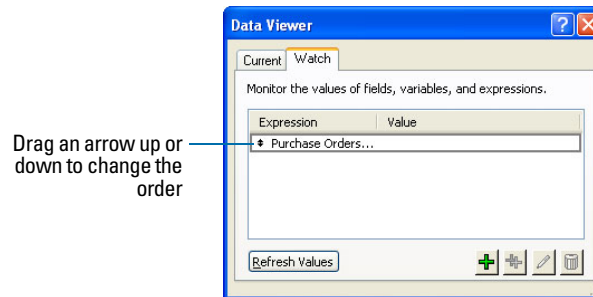 Data Viewer
Current Watch
Monitor the values of fields, variables, and expressions.
Expression Value
Purchase Orders...
Drag an arrow up or
down to change the
order
Refresh Values